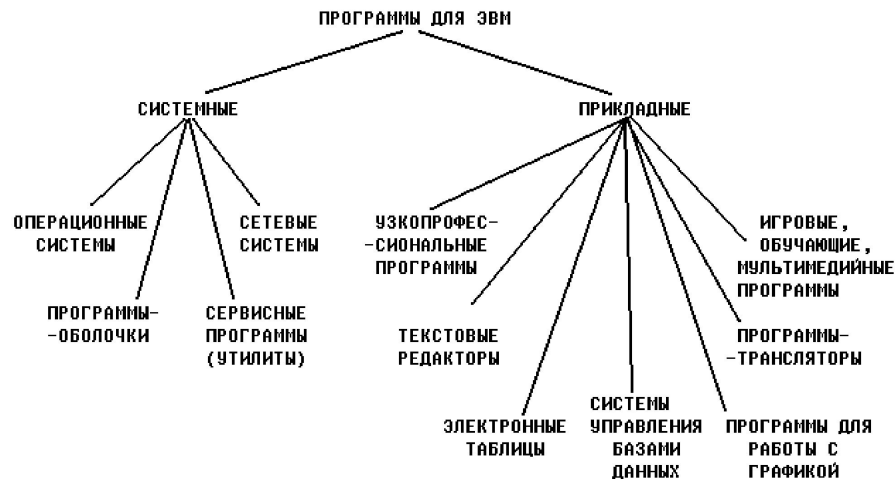 ПРОГРАММЫ ДЛЯ ЭВМ
СИСТЕМНЫЕ
ПРИКЛАДНЫЕ
ОПЕРАЦИОННЫЕ
СИСТЕМЫ
СЕТЕВЫЕ
СИСТЕМЫ
ПРОГРАММЫ-
-ОБОЛОЧКИ
СЕРВИСНЫЕ
ПРОГРАММЫ
(УТИЛИТЫ)
УЗКОПРОФЕС-
-СИОНАЛЬНЫЕ
ПРОГРАММЫ
ИГРОВЫЕ,
ОБУЧАЮЩИЕ,
МУЛЬТИМЕДИЙНЫЕ
ПРОГРАММЫ
ТЕКСТОВЫЕ
РЕДАКТОРЫ
ПРОГРАММЫ-
-ТРАНСЛЯТОРЫ
ЭЛЕКТРОННЫЕ
ТАБЛИЦЫ
СИСТЕМЫ
УПРАВЛЕНИЯ
БАЗАМИ
ДАННЫХ
ПРОГРАММЫ ДЛЯ
РАБОТЫ С
ГРАФИКОЙ